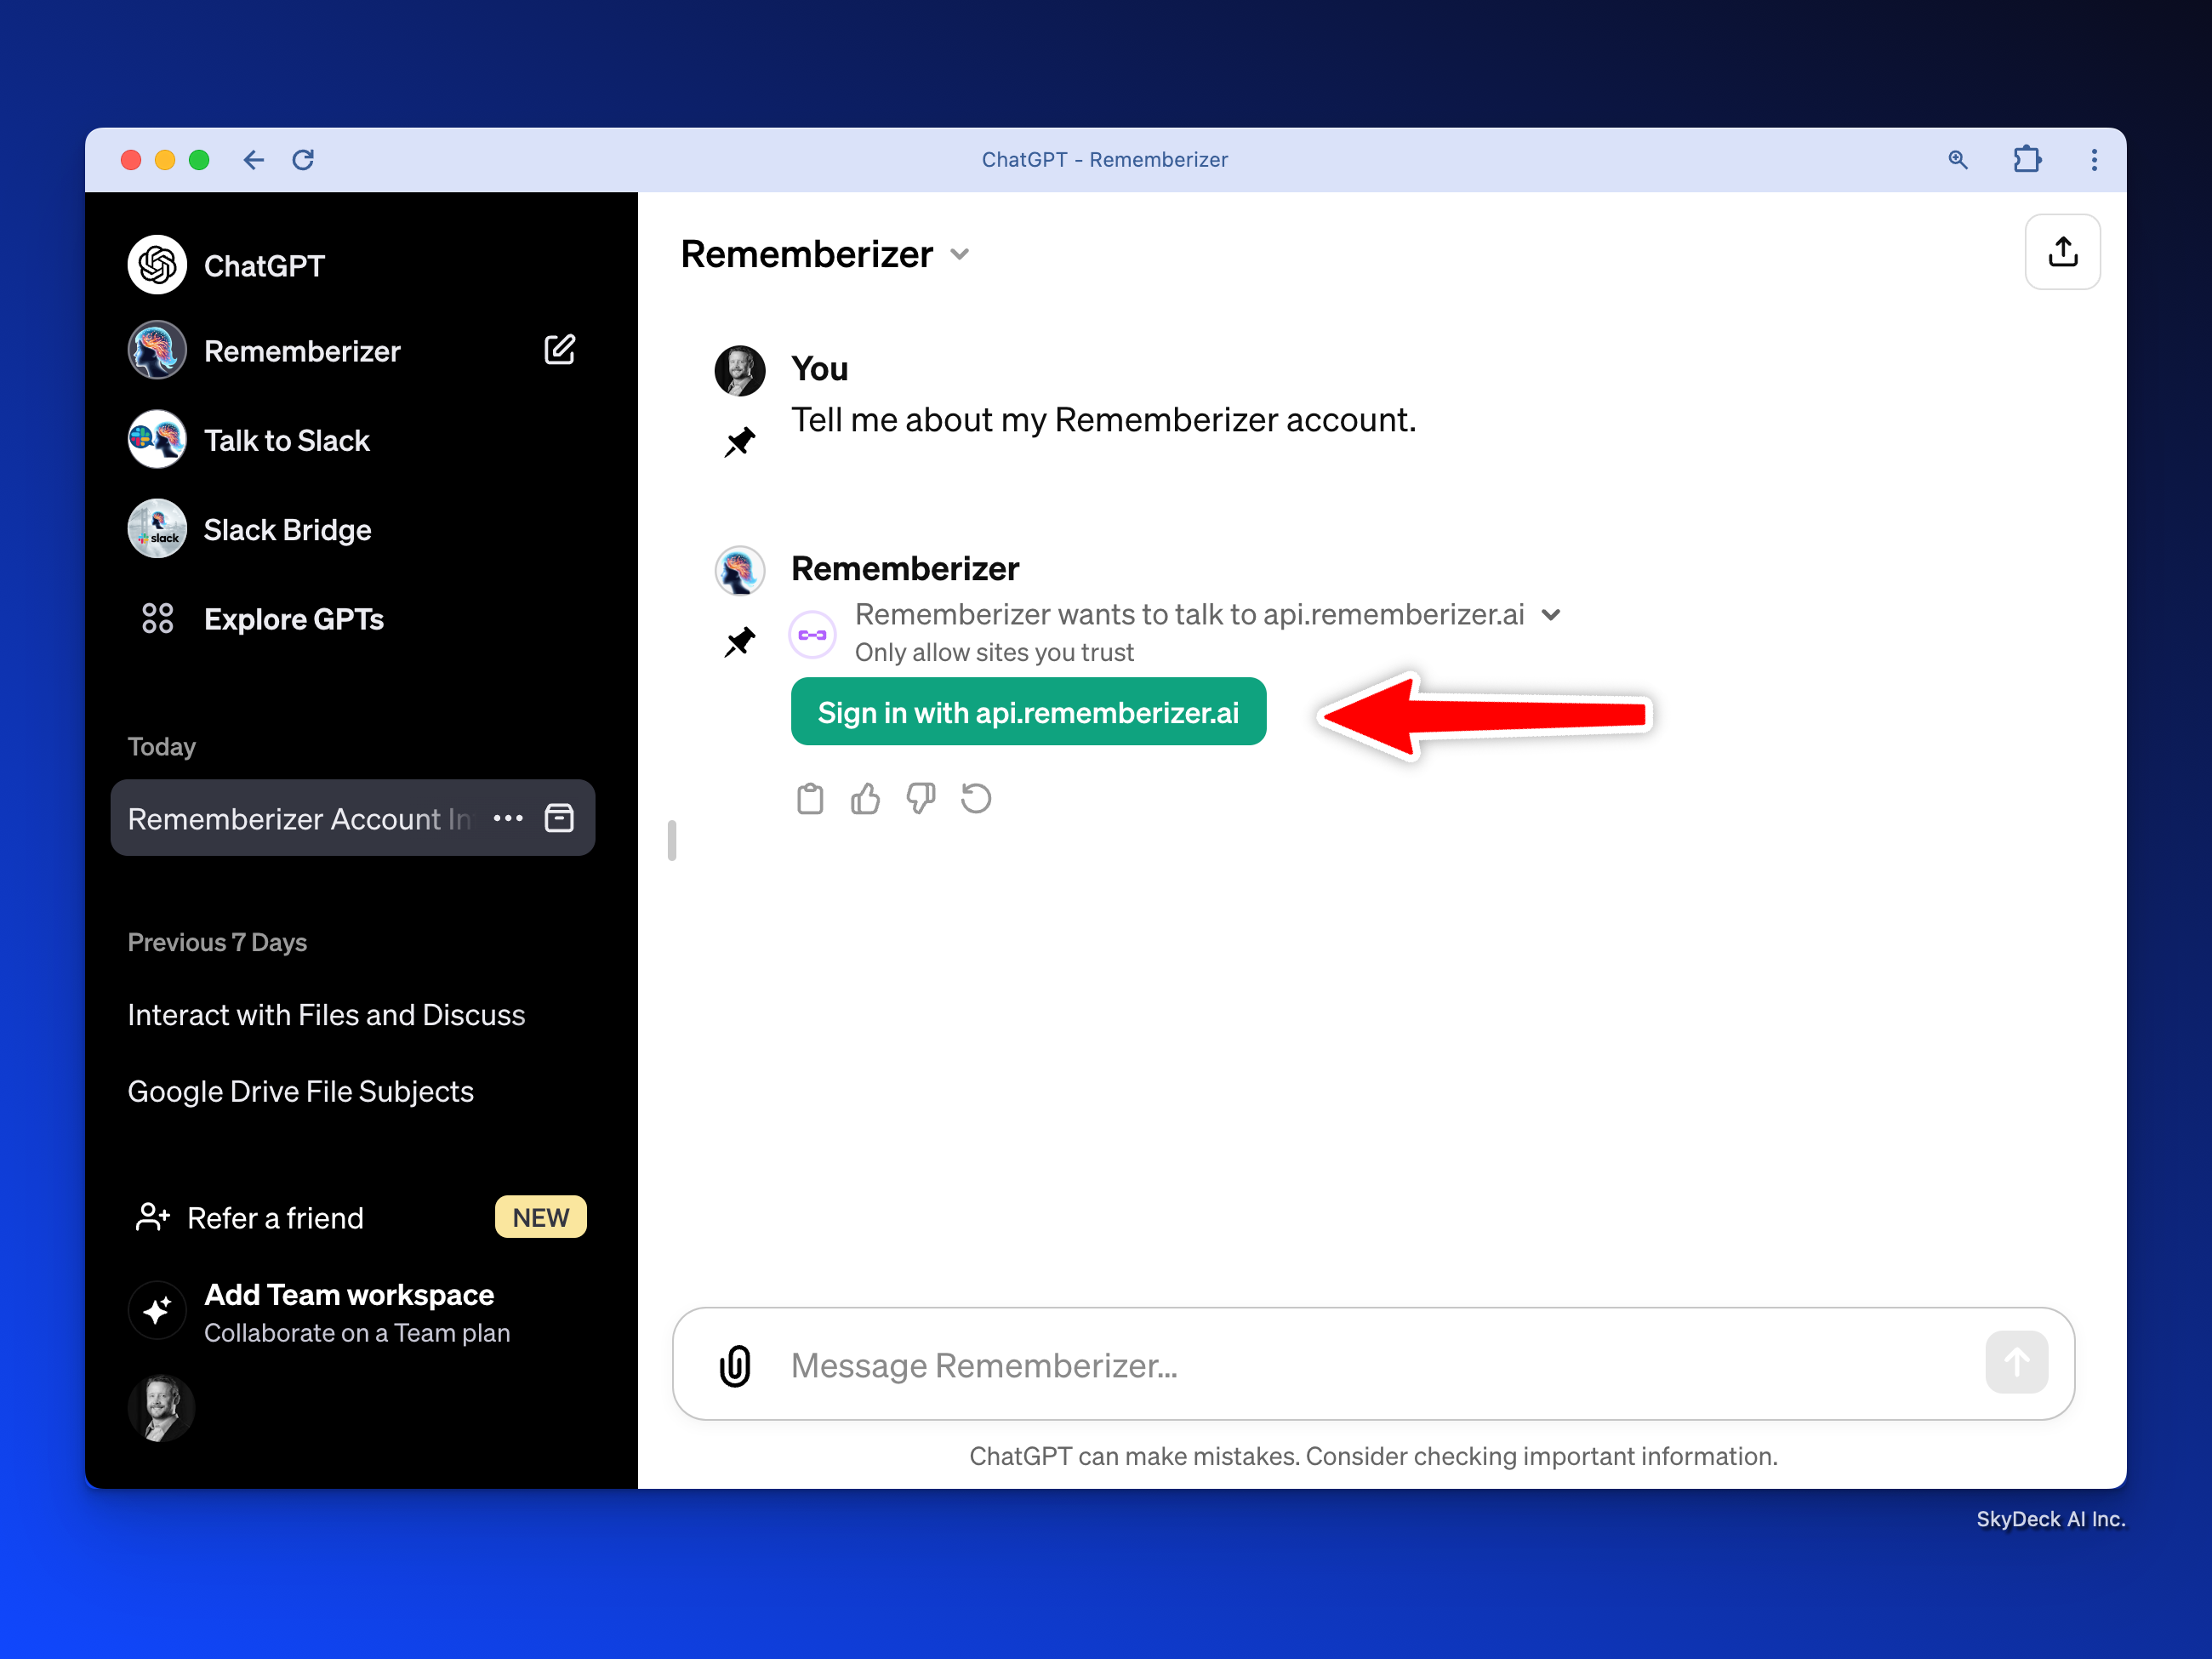 ChatGPT - Rememberizer
ChatGPT
Rememberizer
Talk to Slack
slack
Slack Bridge
Explore GPTs
Today
Rememberizer Account In
Previous 7 Days
Interact with Files and Discuss
Google Drive File Subjects
Refer a friend
NEW
Add Team workspace
Collaborate on a Team plan
Rememberizer
You
Tell me about my Rememberizer account.
Rememberizer
Rememberizer wants to talk to api.rememberizer.ai
Only allow sites you trust
Sign in with api.rememberizer.ai
Message Rememberizer...
ChatGPT can make mistakes. Consider checking important information.
SkyDeck AI Inc.